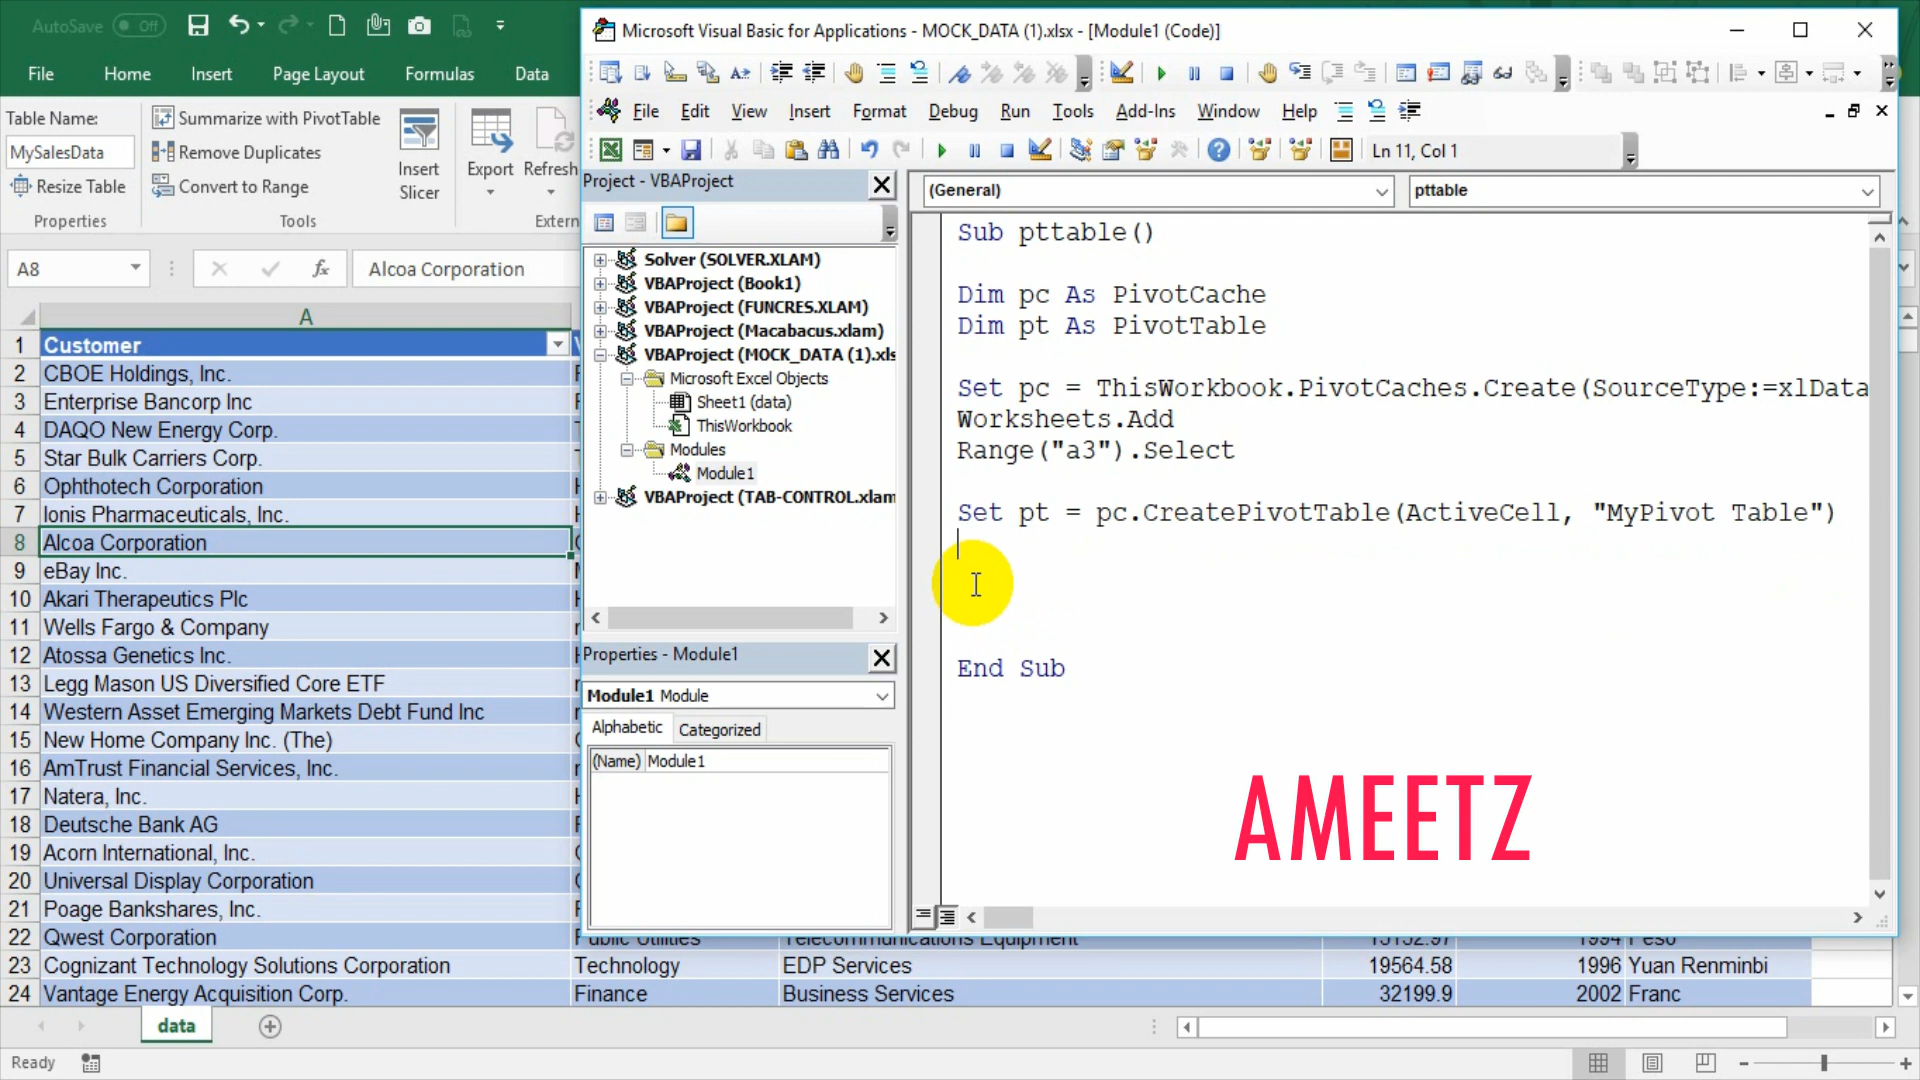 AutoSave Off
Microsoft Visual Basic for Applications - MOCK_DATA (1).xlsx - [Module1 (Code)]
File Home Insert Page Layout Formulas Data
File Edit View Insert Format Debug Run Tools Add-Ins Window Help
Ln 11, Col 1
Table Name:
MySalesData
Resize Table
Properties
Summarize with PivotTable
Remove Duplicates
Convert to Range
Tools
Insert
Slicer
Export
Refresh
Extern
A8
fx
Alcoa Corporation
Project - VBAProject
Solver (SOLVER.XLAM)
VBAProject (Book1)
VBAProject (FUNCRES.XLAM)
VBAProject (Macabacus.xlam)
VBAProject (MOCK_DATA (1).xls
Microsoft Excel Objects
Sheet1 (data)
ThisWorkbook
Modules
Module1
VBAProject (TAB-CONTROL.xlam
Properties - Module1
Module1 Module
Alphabetic Categorized
(Name) Module1
(General)
pttable
Sub pttable()
Dim pc As PivotCache
Dim pt As PivotTable
Set pc = ThisWorkbook.PivotCaches.Create(SourceType:=xlData
Worksheets.Add
Range("a3").Select
Set pt = pc.CreatePivotTable(ActiveCell, "MyPivot Table")
End Sub
AMEETZ
A
1 Customer
2 CBOE Holdings, Inc.
3 Enterprise Bancorp Inc
4 DAQO New Energy Corp.
5 Star Bulk Carriers Corp.
6 Ophthotech Corporation
7 Ionis Pharmaceuticals, Inc.
8 Alcoa Corporation
9 eBay Inc.
10 Akari Therapeutics Plc
11 Wells Fargo & Company
12 Atossa Genetics Inc.
13 Legg Mason US Diversified Core ETF
14 Western Asset Emerging Markets Debt Fund Inc
15 New Home Company Inc. (The)
16 AmTrust Financial Services, Inc.
17 Natera, Inc.
18 Deutsche Bank AG
19 Acorn International, Inc.
20 Universal Display Corporation
21 Poage Bankshares, Inc.
22 Qwest Corporation Public Utilities Telecommunications Equipment 15152.97 1994 Peso
23 Cognizant Technology Solutions Corporation Technology EDP Services 19564.58 1996 Yuan Renminbi
24 Vantage Energy Acquisition Corp. Finance Business Services 32199.9 2002 Franc
data
Ready